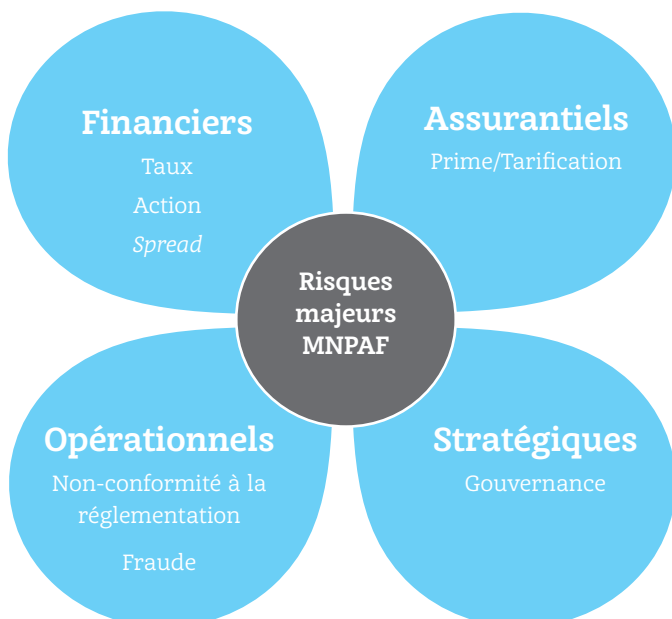 Financiers
Taux
Action
Spread
Assurantiels
Prime/Tarification
Risques
majeurs
MNPAF
Opérationnels
Non-conformité à la
réglementation
Fraude
Stratégiques
Gouvernance